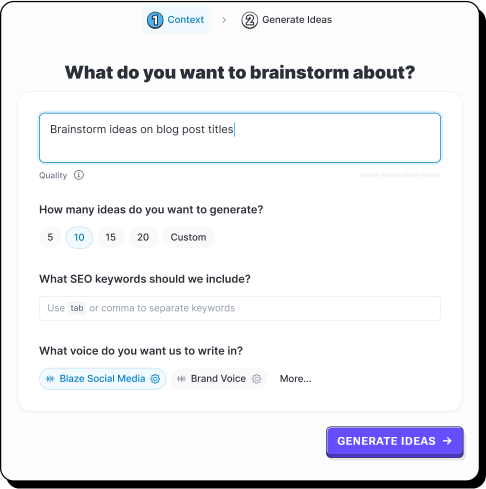 1 Context > 2 Generate Ideas
What do you want to brainstorm about?
Brainstorm ideas on blog post titles
Quality
How many ideas do you want to generate?
5 10 15 20 Custom
What SEO keywords should we include?
Use tab or comma to separate keywords
What voice do you want us to write in?
Blaze Social Media Brand Voice More...
GENERATE IDEAS →